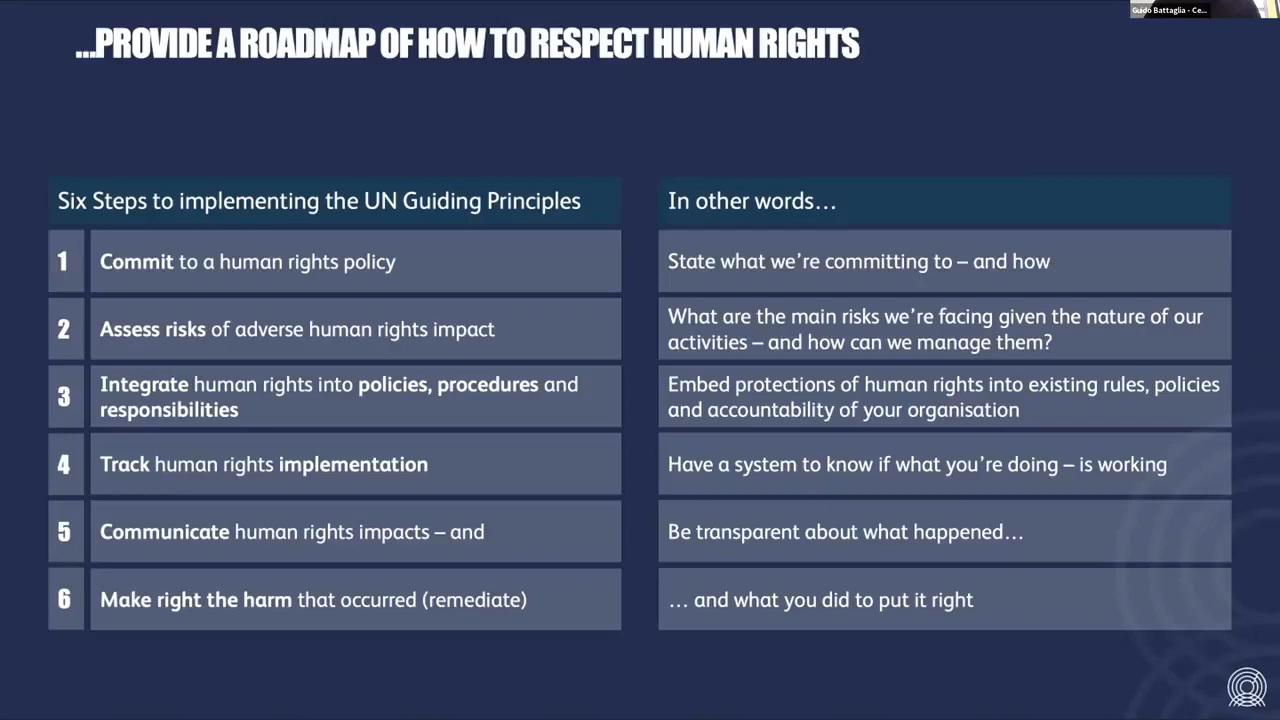 Guido Battaglia - Ce...
...PROVIDE A ROADMAP OF HOW TO RESPECT HUMAN RIGHTS
Six Steps to implementing the UN Guiding Principles
In other words...
1
Commit to a human rights policy
State what we're committing to – and how
2
Assess risks of adverse human rights impact
What are the main risks we're facing given the nature of our
activities – and how can we manage them?
3
Integrate human rights into policies, procedures and
responsibilities
Embed protections of human rights into existing rules, policies
and accountability of your organisation
4
Track human rights implementation
Have a system to know if what you're doing – is working
5
Communicate human rights impacts – and
Be transparent about what happened...
6
Make right the harm that occurred (remediate)
... and what you did to put it right